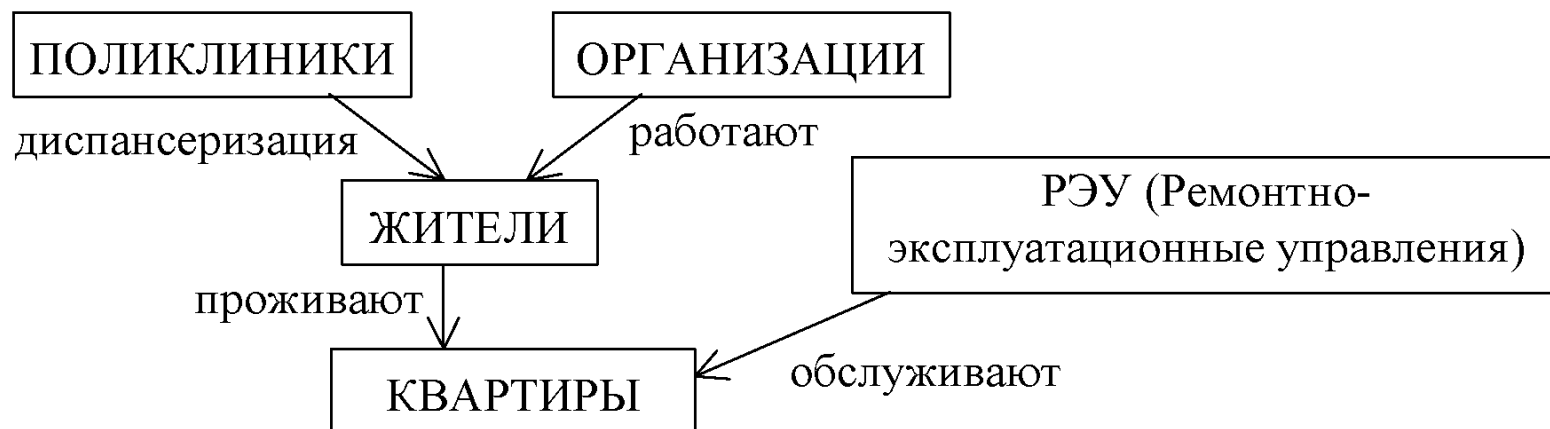 ПОЛИКЛИНИКИ
ОРГАНИЗАЦИИ
диспансеризация
работают
РЭУ (Ремонтно-
эксплуатационные управления)
ЖИТЕЛИ
проживают
обслуживают
КВАРТИРЫ